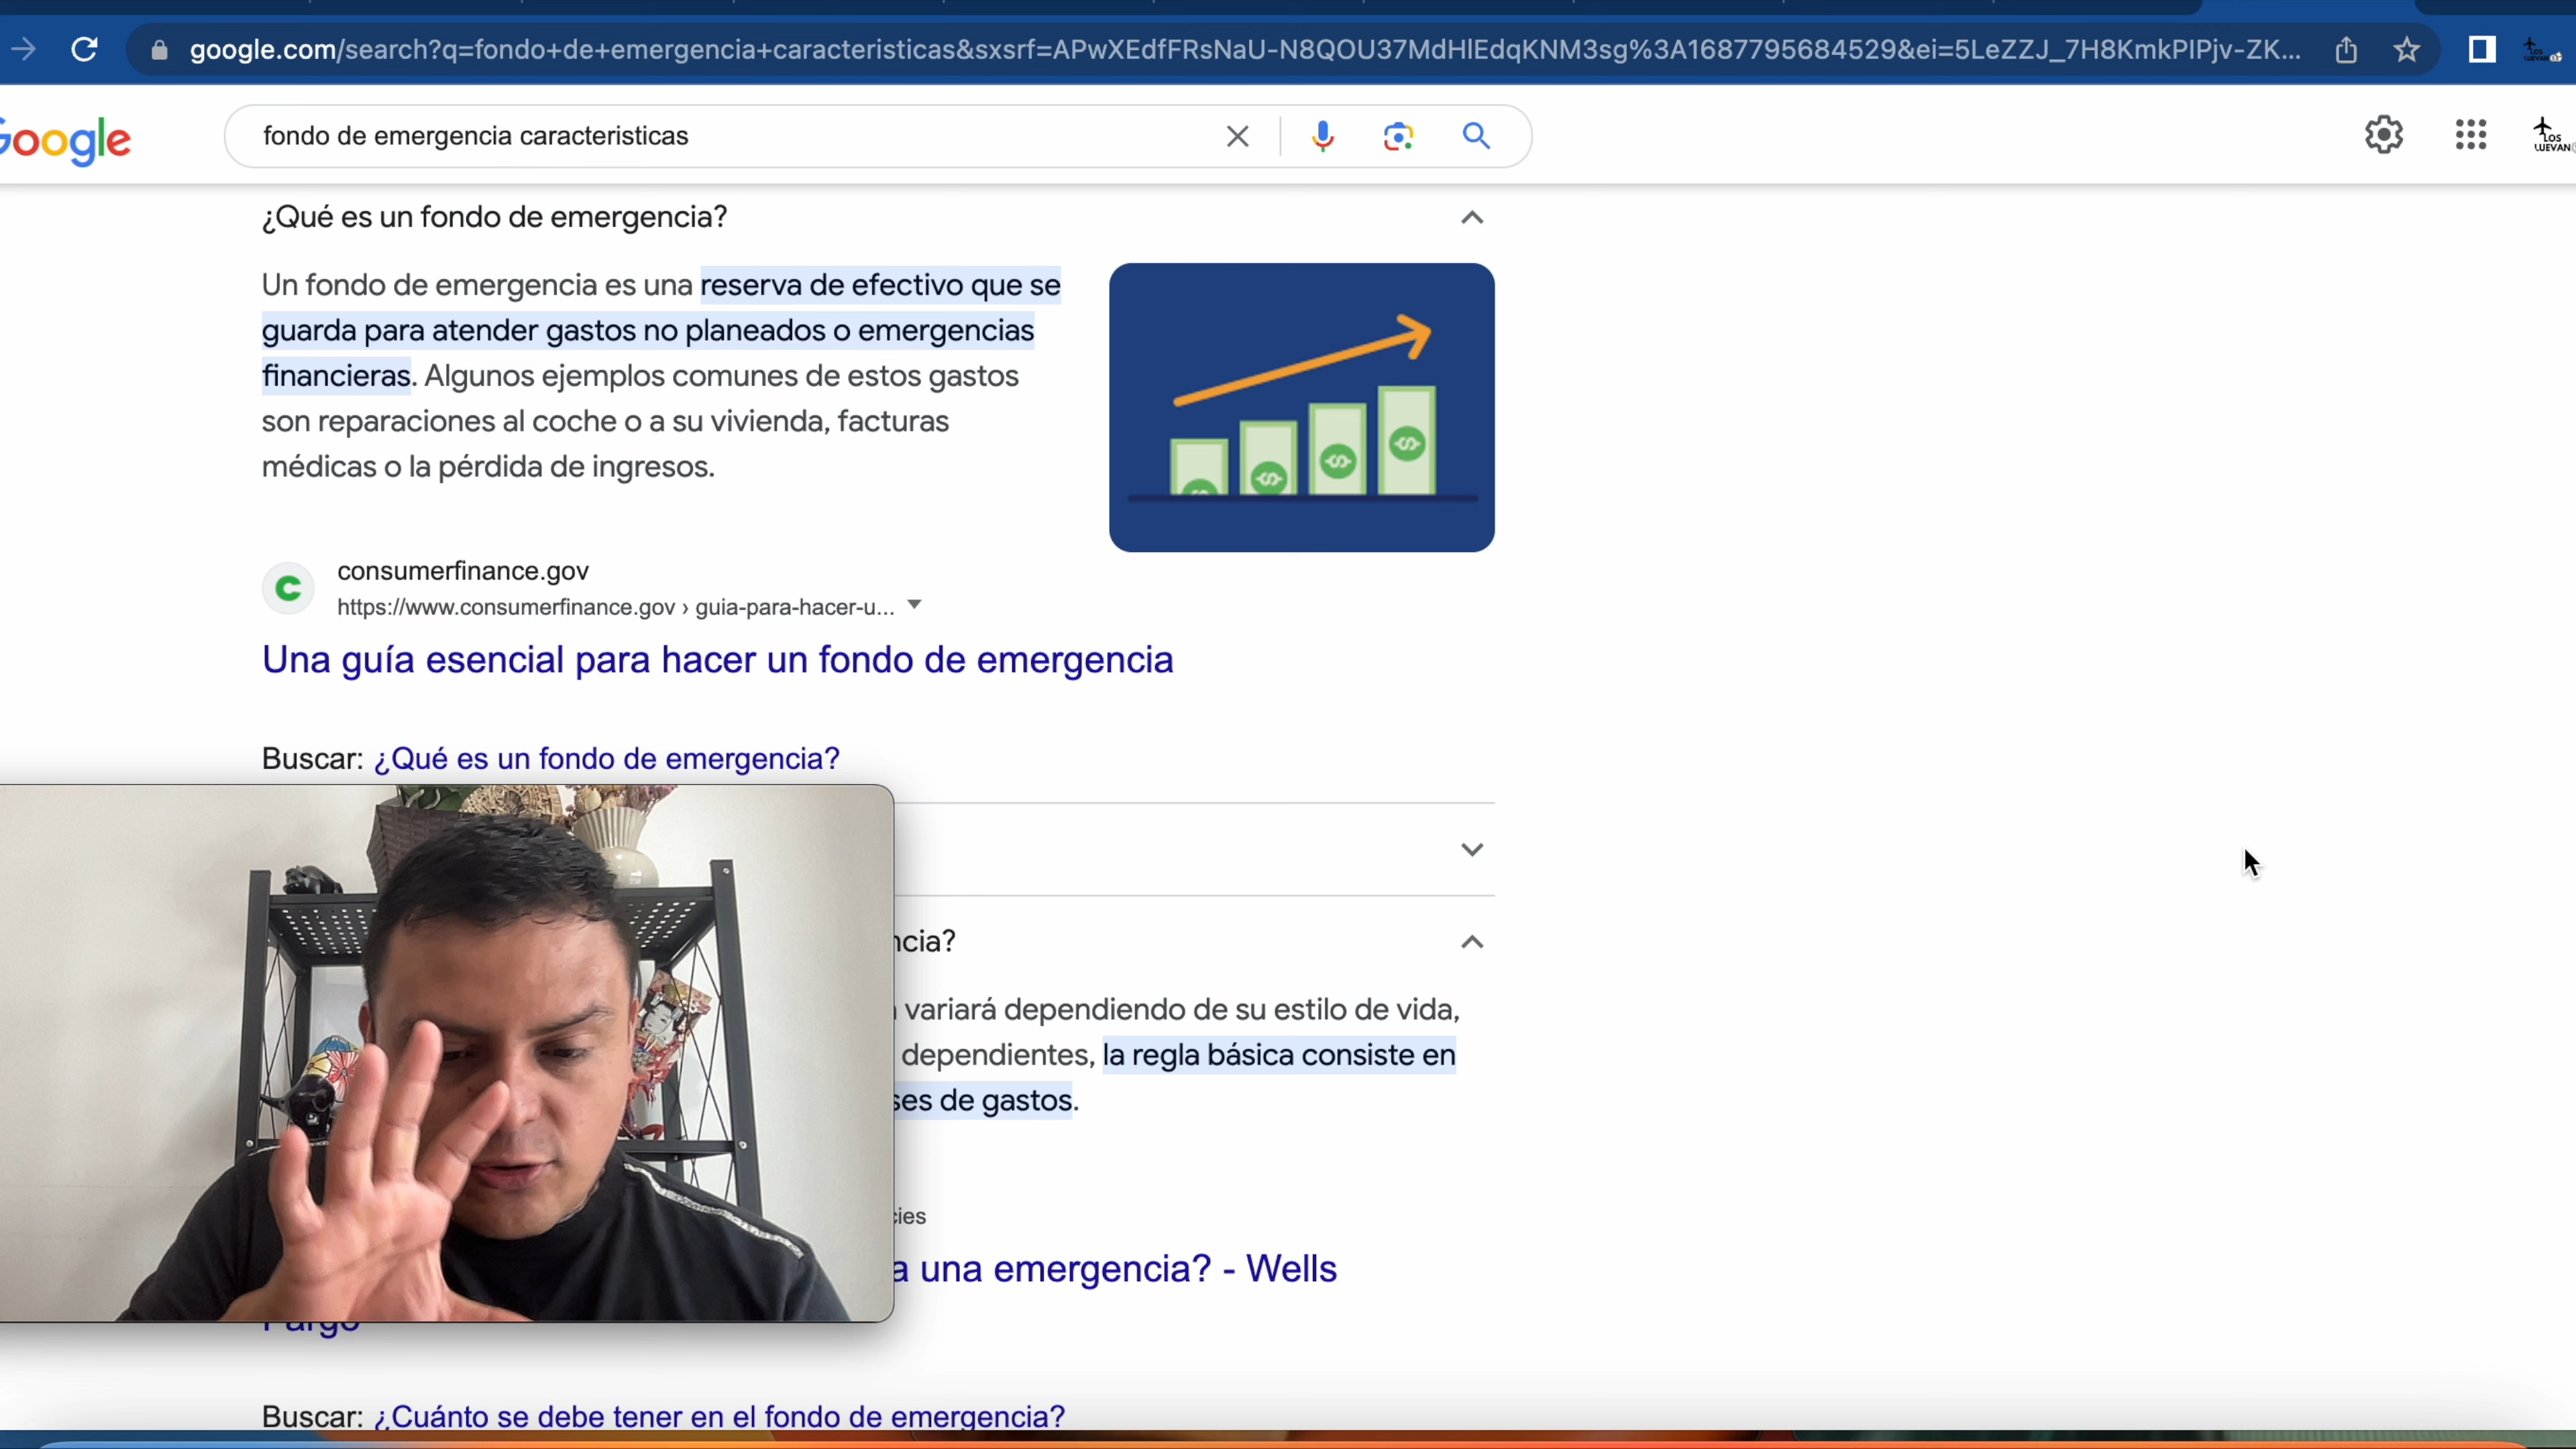 google.com/search?q=fondo+de+emergencia+caracteristicas&sxsrf=APwXEdfFRsNaU-N8QOU37MdHlEdqKNM3sg%3A1687795684529&ei=5LeZZJ_7H8KmkPIPjv-ZK...
Google
fondo de emergencia caracteristicas
LOS
¿Qué es un fondo de emergencia?
Un fondo de emergencia es una reserva de efectivo que se
guarda para atender gastos no planeados o emergencias
financieras. Algunos ejemplos comunes de estos gastos
son reparaciones al coche o a su vivienda, facturas
médicas o la pérdida de ingresos.
consumerfinance.gov
https://www.consumerfinance.gov › guia-para-hacer-u...
Una guía esencial para hacer un fondo de emergencia
Buscar: ¿Qué es un fondo de emergencia?
ncia?
variará dependiendo de su estilo de vida,
dependientes, la regla básica consiste en
ses de gastos.
cies
a una emergencia? - Wells
Fargo
Buscar: ¿Cuánto se debe tener en el fondo de emergencia?